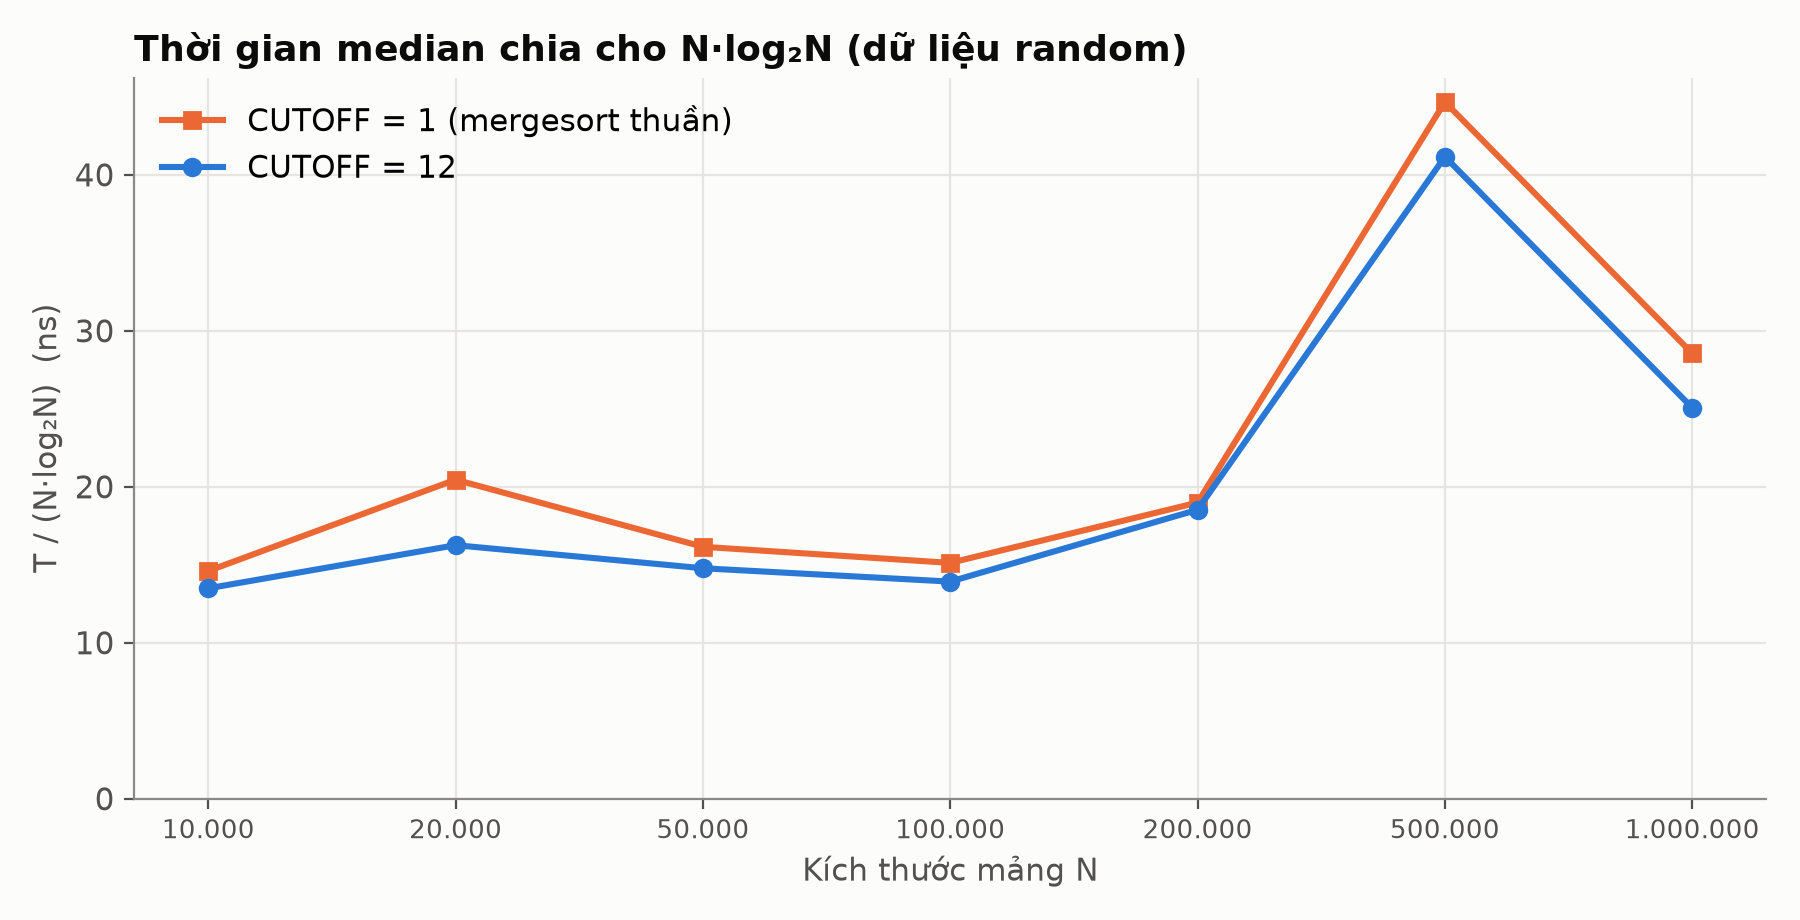 Thời gian median chia cho N·log₂N (dữ liệu random)
CUTOFF = 1 (mergesort thuần)
CUTOFF = 12
T / (N·log₂N) (ns)
40
30
20
10
0
10.000 20.000 50.000 100.000 200.000 500.000 1.000.000
Kích thước mảng N